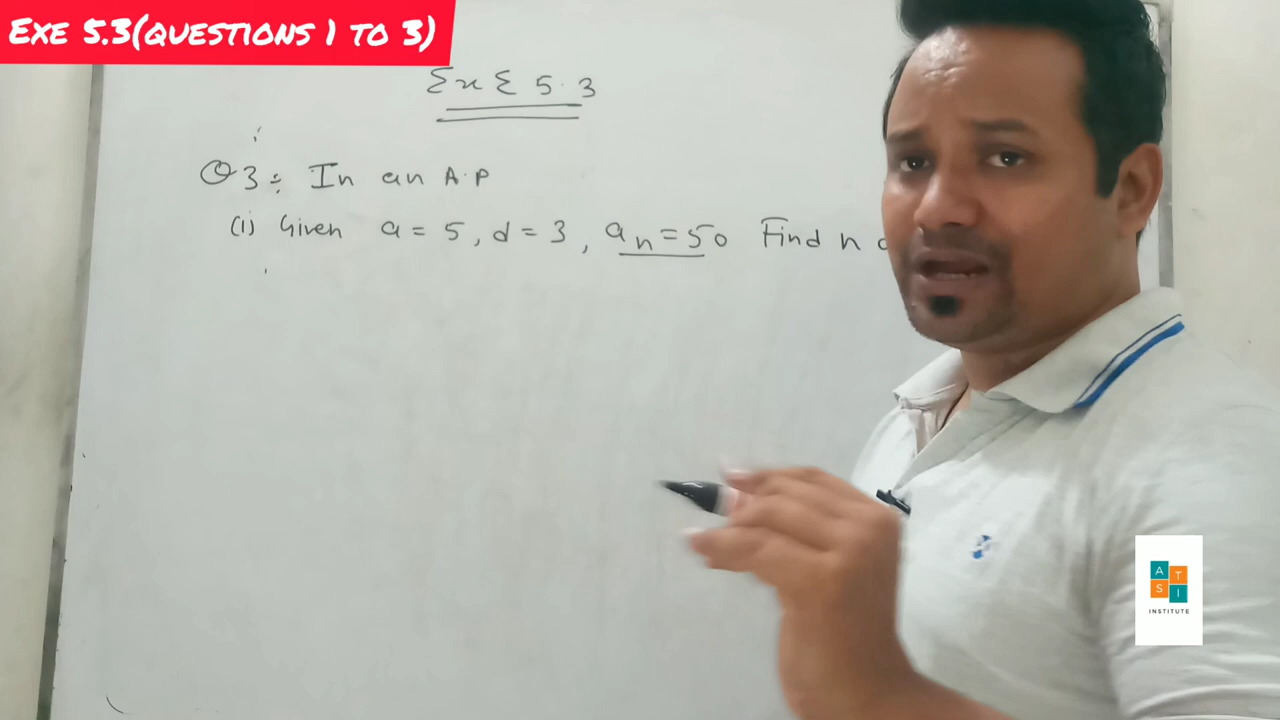 EXE 5.3(QUESTIONS 1 TO 3)
Ex E 5.3
Q3: In an A.P
(i) Given a = 5, d = 3, an = 50 Find n
A T
S I
INSTITUTE